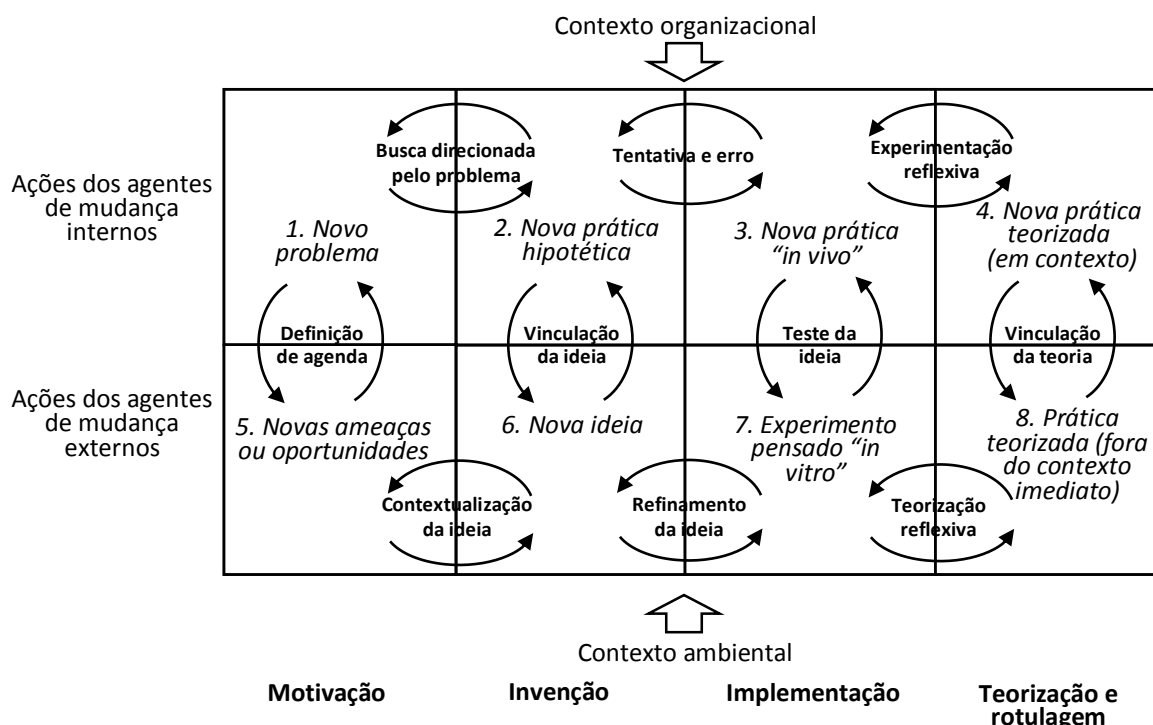 Contexto organizacional
Ações dos agentes
de mudança
internos
Busca direcionada
pelo problema
Tentativa e erro
Experimentação
reflexiva
1. Novo
problema
2. Nova prática
hipotética
3. Nova prática
“in vivo”
4. Nova prática
teorizada
(em contexto)
Definição
de agenda
Vinculação
da ideia
Teste da
ideia
Vinculação
da teoria
Ações dos agentes
de mudança
externos
5. Novas ameaças
ou oportunidades
6. Nova ideia
7. Experimento
pensado “in
vitro”
8. Prática
teorizada (fora
do contexto
imediato)
Contextualização
da ideia
Refinamento
da ideia
Teorização
reflexiva
Contexto ambiental
Motivação
Invenção
Implementação
Teorização e
rotulagem